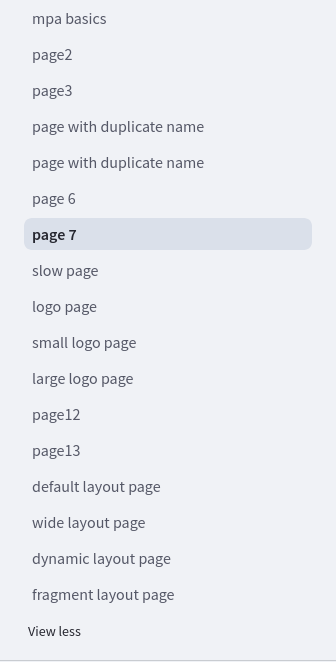 mpa basics
page2
page3
page with duplicate name
page with duplicate name
page 6
page 7
slow page
logo page
small logo page
large logo page
page12
page13
default layout page
wide layout page
dynamic layout page
fragment layout page
View less